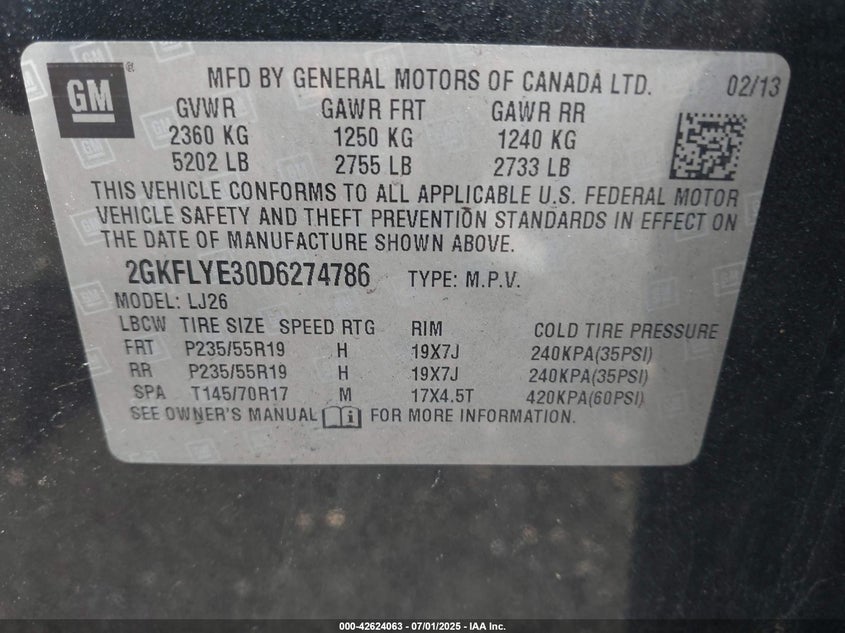 GM ® MFD BY GENERAL MOTORS OF CANADA LTD. 02/13
GVWR GAWR FRT GAWR RR
2360 KG 1250 KG 1240 KG
5202 LB 2755 LB 2733 LB
THIS VEHICLE CONFORMS TO ALL APPLICABLE U.S. FEDERAL MOTOR
VEHICLE SAFETY AND THEFT PREVENTION STANDARDS IN EFFECT ON
THE DATE OF MANUFACTURE SHOWN ABOVE.
2GKFLYE30D6274786 TYPE: M.P.V.
MODEL: LJ26
LBCW TIRE SIZE SPEED RTG RIM COLD TIRE PRESSURE
FRT P235/55R19 H 19X7J 240KPA(35PSI)
RR P235/55R19 H 19X7J 240KPA(35PSI)
SPA T145/70R17 M 17X4.5T 420KPA(60PSI)
SEE OWNER'S MANUAL i FOR MORE INFORMATION.
000-42624063 - 07/01/2025 - IAA Inc.